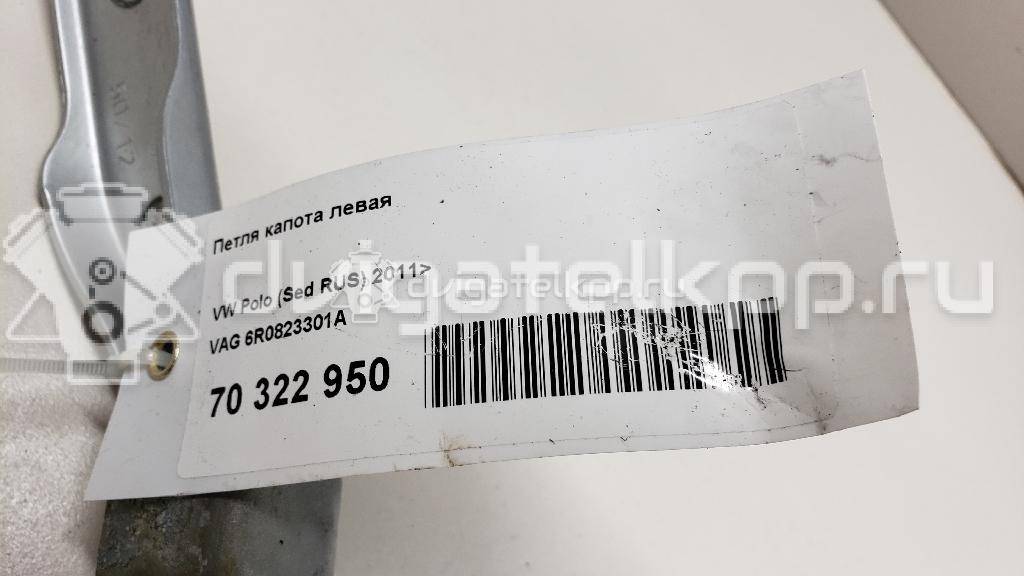 Петля капота левая
VW Polo (Sed RUS) 2011>
VAG 6R0823301A
70 322 950
dvigatelkop.ru